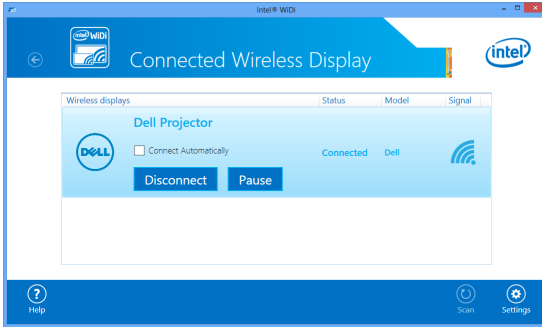 Intel® WiDi
intel WiDi
Connected Wireless Display
intel
Wireless displays Status Model Signal
Dell Projector
DELL
Connect Automatically
Connected Dell
Disconnect Pause
? 
Help Scan Settings